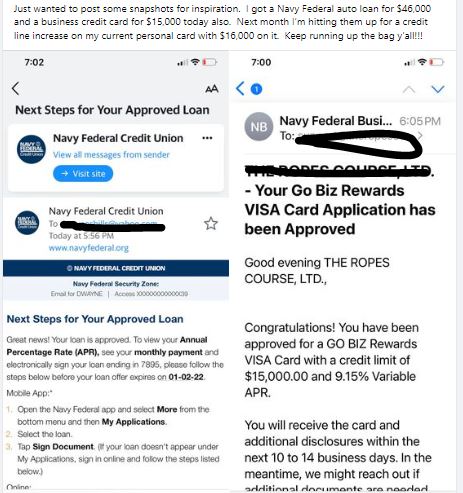 Just wanted to post some snapshots for inspiration. I got a Navy Federal auto loan for $46,000
and a business credit card for $15,000 today also. Next month I'm hitting them up for a credit
line increase on my current personal card with $16,000 on it. Keep running up the bag y'all!!!
7:02
AA
Next Steps for Your Approved Loan
NAVY FEDERAL Credit Union
Navy Federal Credit Union
View all messages from sender
→ Visit site
Navy Federal Credit Union
To
Today at 5:56 PM
www.navyfederal.org
NAVY FEDERAL CREDIT UNION
Navy Federal Security Zone:
Email for DWAYNE | Access
Next Steps for Your Approved Loan
Great news! Your loan is approved. To view your Annual
Percentage Rate (APR), see your monthly payment and
electronically sign your loan ending in 7895, please follow the
steps below before your loan offer expires on 01-02-22.
Mobile App:*
1. Open the Navy Federal app and select More from the
bottom menu and then My Applications.
2. Select the loan.
3. Tap Sign Document. (If your loan doesn't appear under
My Applications, sign in online and follow the steps listed
below.)
Online:
7:00
1
NB
Navy Federal Busi... 6:05 PM
To:
THE ROPES COURSE, LTD.
- Your Go Biz Rewards
VISA Card Application has
been Approved
Good evening THE ROPES
COURSE, LTD.,
Congratulations! You have been
approved for a GO BIZ Rewards
VISA Card with a credit limit of
$15,000.00 and 9.15% Variable
APR.
You will receive the card and
additional disclosures within the
next 10 to 14 business days. In the
meantime, we might reach out if
additional documents are needed